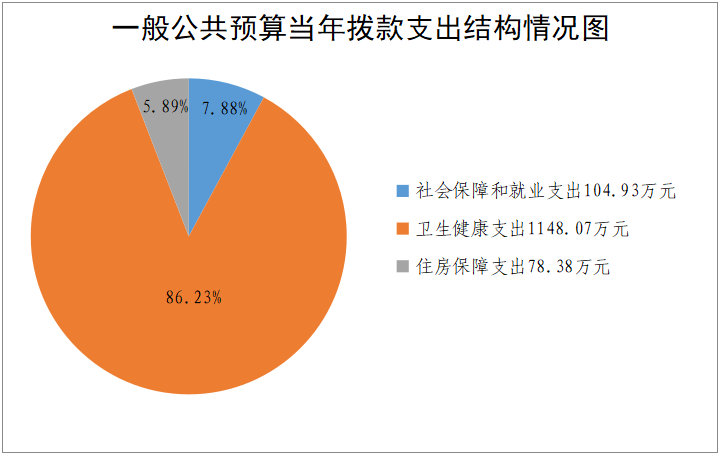 一般公共预算当年拨款支出结构情况图
5.89%
7.88%
86.23%
社会保障和就业支出104.93万元
卫生健康支出1148.07万元
住房保障支出78.38万元